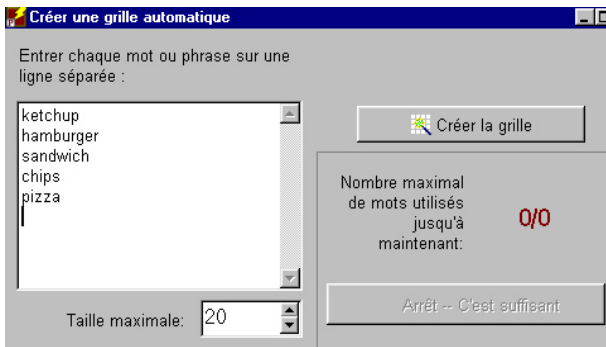 Créer une grille automatique
Entrer chaque mot ou phrase sur une
ligne séparée :
ketchup
hamburger
sandwich
chips
pizza
Taille maximale: 20
Créer la grille
Nombre maximal
de mots utilisés
jusqu'à
maintenant:
0/0
Arrêt -- C'est suffisant